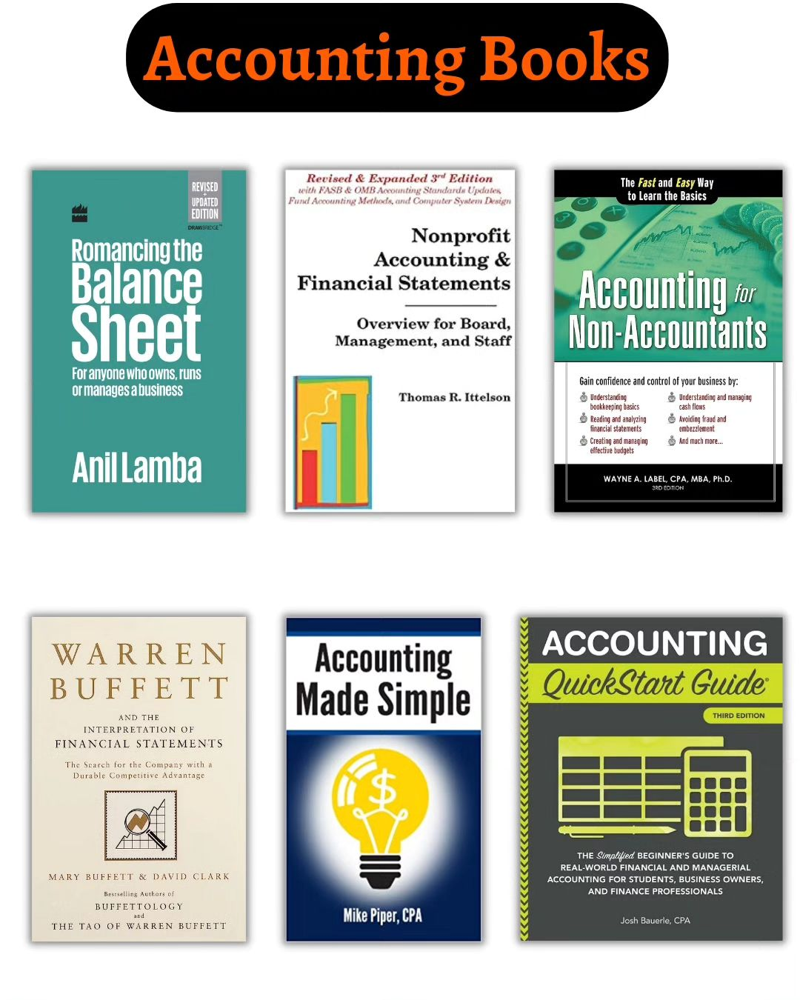 Accounting Books
REVISED
+
UPDATED
EDITION
DRAWBRIDGE™
Romancing the
Balance
Sheet
For anyone who owns, runs
or manages a business
Anil Lamba
Revised & Expanded 3rd Edition
with FASB & OMB Accounting Standards Updates,
Fund Accounting Methods, and Computer System Design
Nonprofit
Accounting &
Financial Statements
Overview for Board,
Management, and Staff
Thomas R. Ittelson
The Fast and Easy Way
to Learn the Basics
Accounting for
Non-Accountants
Gain confidence and control of your business by:
Understanding
bookkeeping basics
Reading and analyzing
financial statements
Creating and managing
effective budgets
Understanding and managing
cash flows
Avoiding fraud and
embezzlement
And much more...
WAYNE A. LABEL, CPA, MBA, Ph.D.
3RD EDITION
WARREN
BUFFETT
AND THE
INTERPRETATION OF
FINANCIAL STATEMENTS
The Search for the Company with a
Durable Competitive Advantage
MARY BUFFETT & DAVID CLARK
Bestselling Authors of
BUFFETTOLOGY
and
THE TAO OF WARREN BUFFETT
Accounting
Made Simple
$
Mike Piper, CPA
ACCOUNTING
QuickStart Guide®
THIRD EDITION
THE Simplified BEGINNER'S GUIDE TO
REAL-WORLD FINANCIAL AND MANAGERIAL
ACCOUNTING FOR STUDENTS, BUSINESS OWNERS,
AND FINANCE PROFESSIONALS
Josh Bauerle, CPA